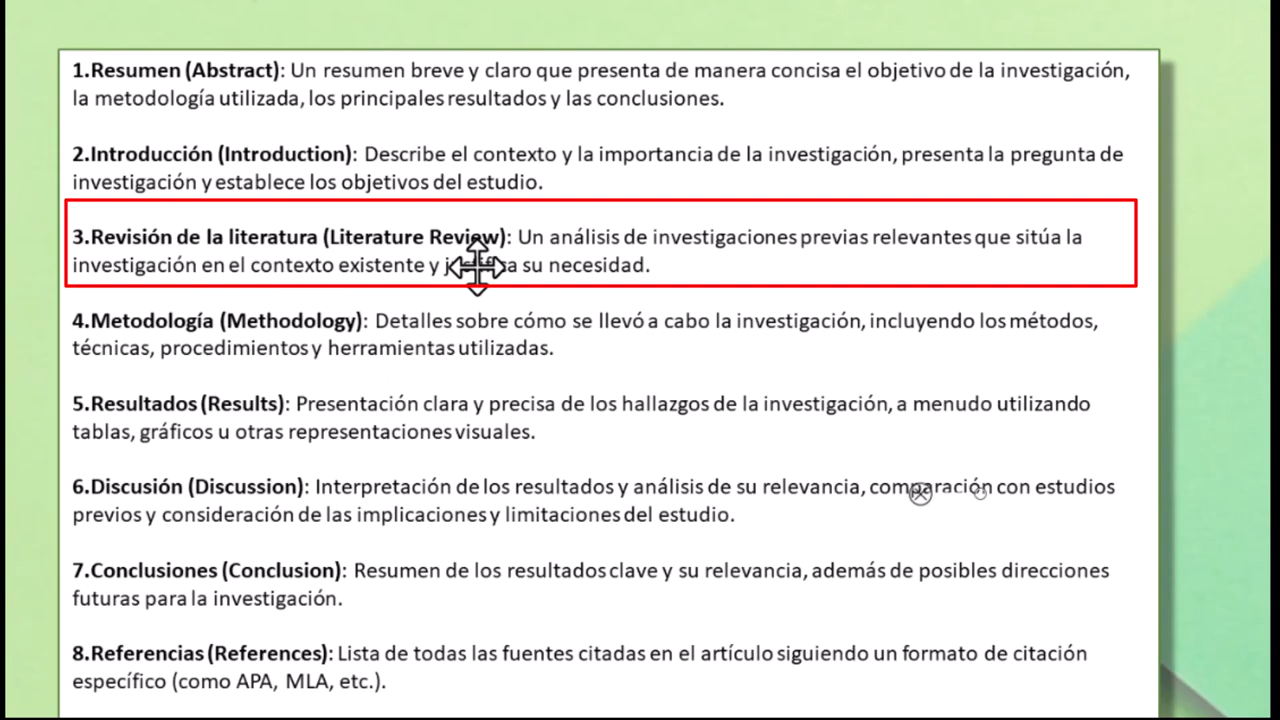 1.Resumen (Abstract): Un resumen breve y claro que presenta de manera concisa el objetivo de la investigación,
la metodología utilizada, los principales resultados y las conclusiones.
2.Introducción (Introduction): Describe el contexto y la importancia de la investigación, presenta la pregunta de
investigación y establece los objetivos del estudio.
3.Revisión de la literatura (Literature Review): Un análisis de investigaciones previas relevantes que sitúa la
investigación en el contexto existente y su necesidad.
4.Metodología (Methodology): Detalles sobre cómo se llevó a cabo la investigación, incluyendo los métodos,
técnicas, procedimientos y herramientas utilizadas.
5.Resultados (Results): Presentación clara y precisa de los hallazgos de la investigación, a menudo utilizando
tablas, gráficos u otras representaciones visuales.
6.Discusión (Discussion): Interpretación de los resultados y análisis de su relevancia, comparación con estudios
previos y consideración de las implicaciones y limitaciones del estudio.
7.Conclusiones (Conclusion): Resumen de los resultados clave y su relevancia, además de posibles direcciones
futuras para la investigación.
8.Referencias (References): Lista de todas las fuentes citadas en el artículo siguiendo un formato de citación
específico (como APA, MLA, etc.).